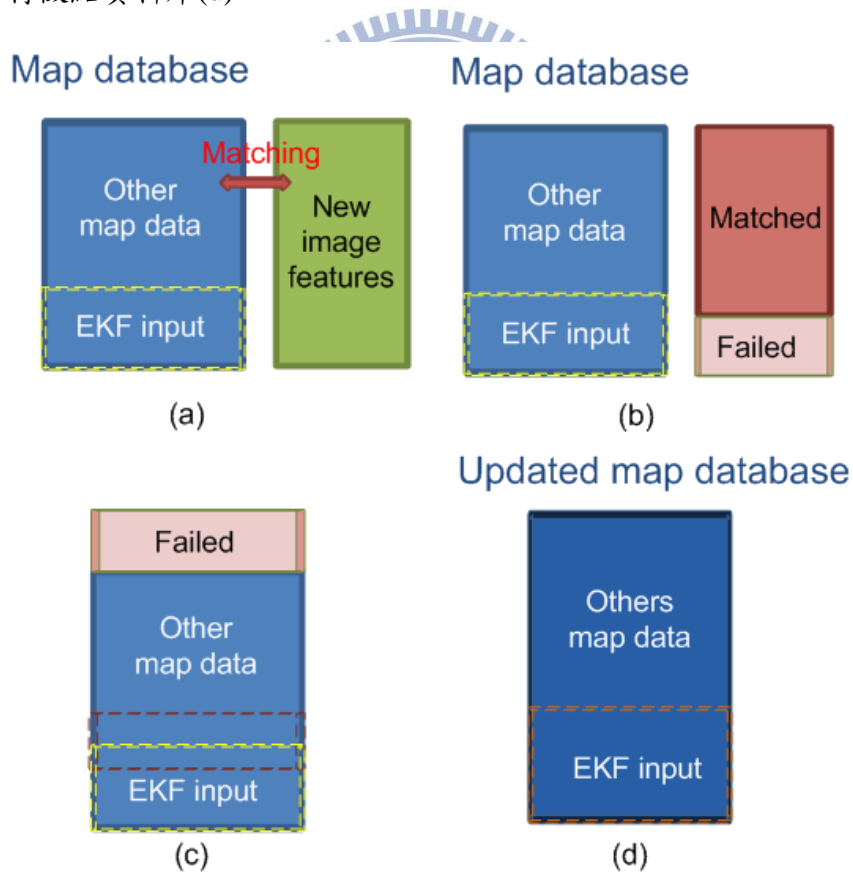 Map database
Map database
Matching
Other
map data
New
image
features
EKF input
(a)
Other
map data
Matched
EKF input
Failed
(b)
Updated map database
Failed
Other
map data
EKF input
(c)
Others
map data
EKF input
(d)